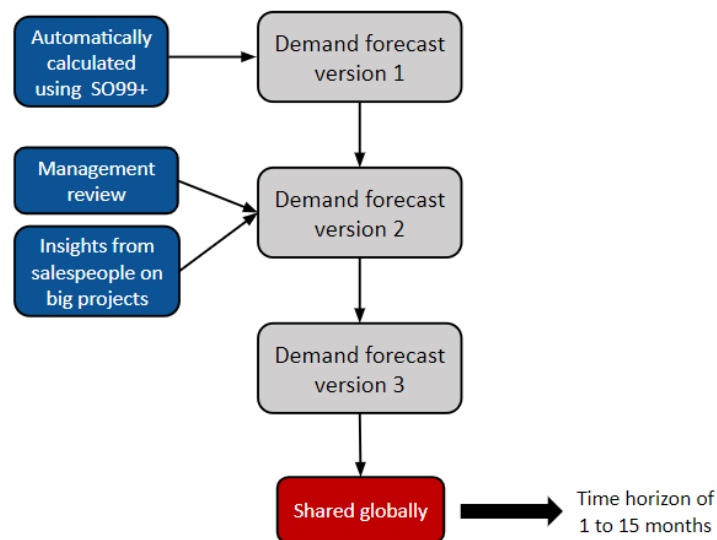 Automatically
calculated
using SO99+
Demand forecast
version 1
Management
review
Insights from
salespeople on
big projects
Demand forecast
version 2
Demand forecast
version 3
Shared globally
Time horizon of
1 to 15 months